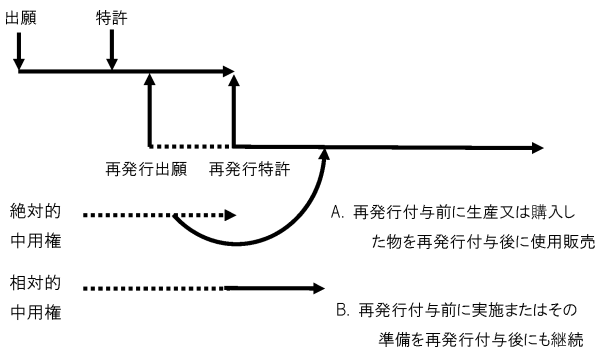 出願　特許
再発行出願　再発行特許
絶対的
中用権
A. 再発行付与前に生産又は購入し
た物を再発行付与後に使用販売
相対的
中用権
B. 再発行付与前に実施またはその
準備を再発行付与後にも継続